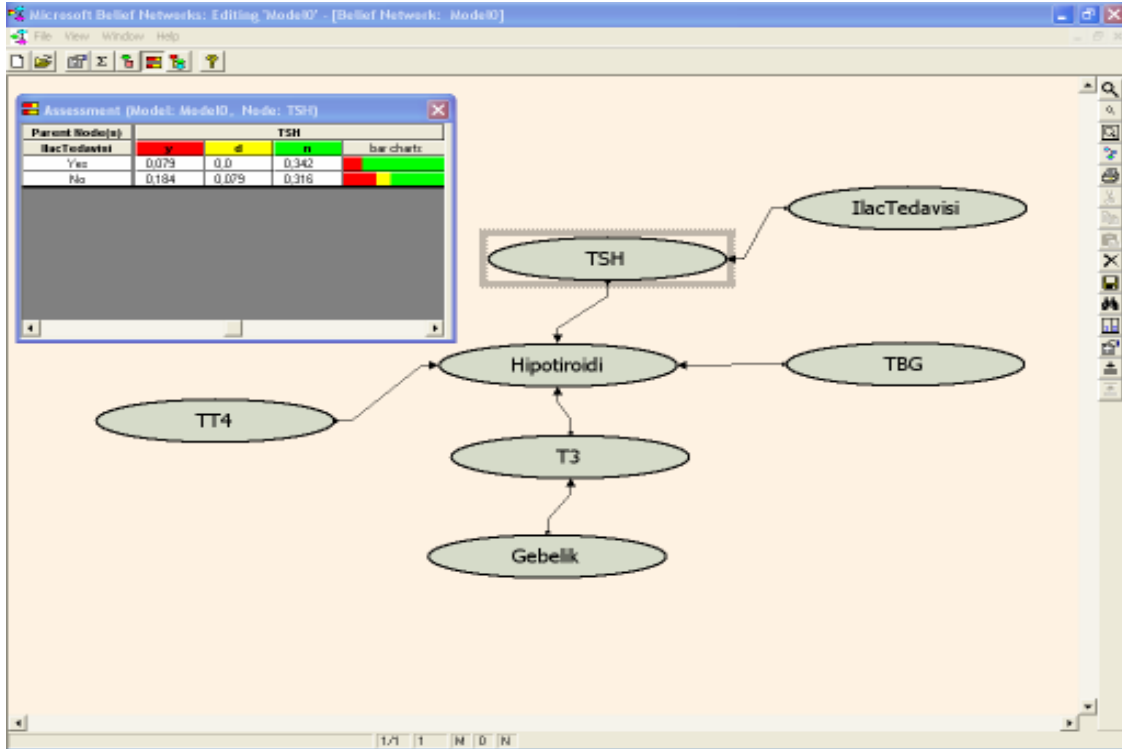 Microsoft Belief Networks: Editing 'Model0' - [Belief Network: Model0]
File View Window Help
Assessment (Model: Model0, Node: TSH)
Parent Node(s) TSH
IlacTedavisi y d n bar charts
Yes 0,079 0,0 0,342
No 0,184 0,079 0,316
IlacTedavisi
TSH
Hipotiroidi
TBG
TT4
T3
Gebelik
1/1 1 M D N